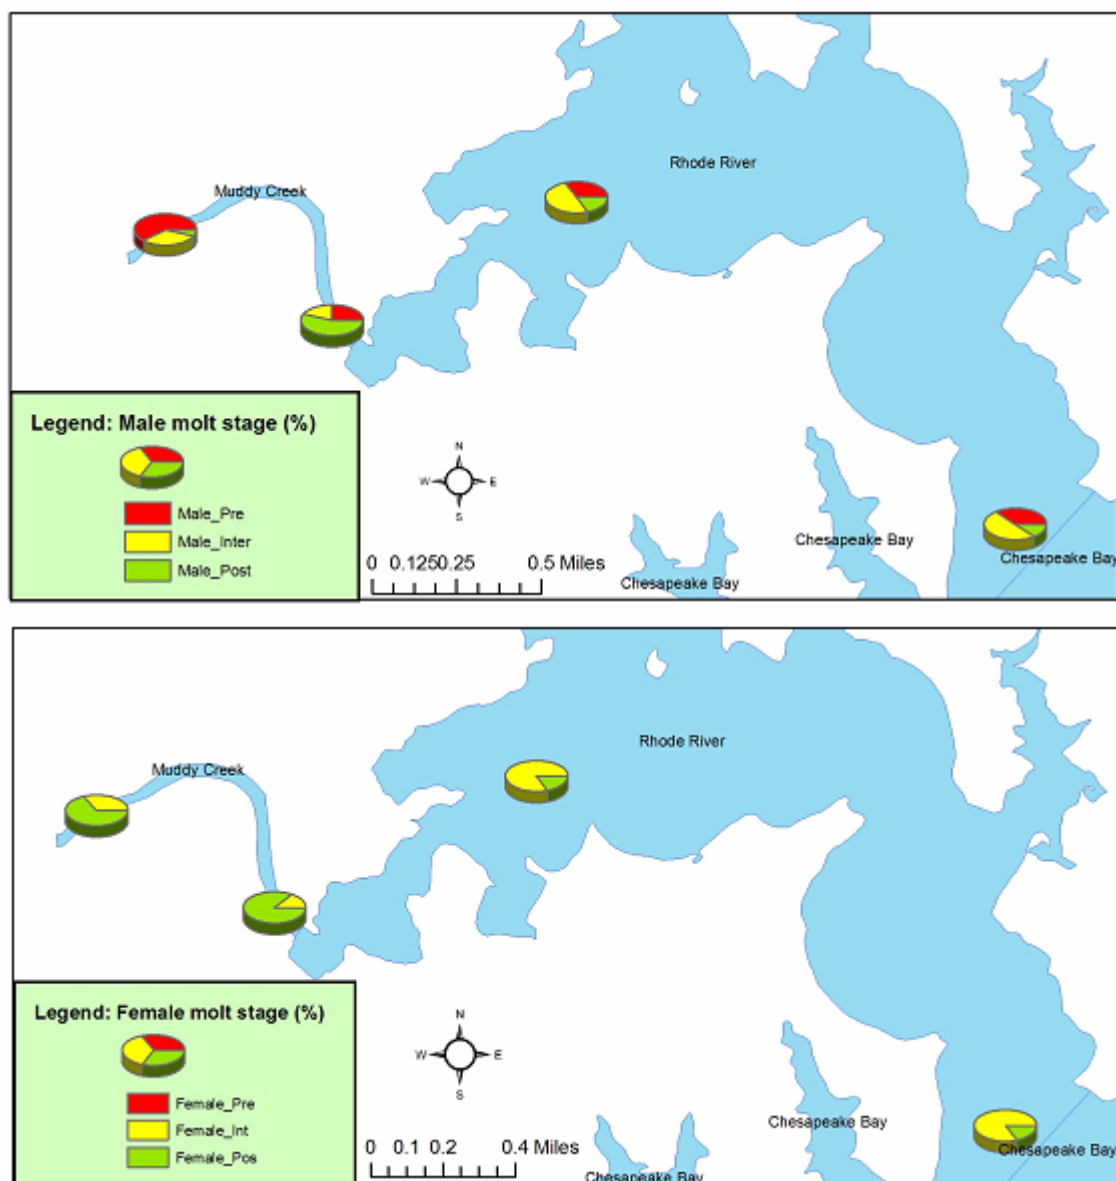 Rhode River
Muddy Creek
Legend: Male molt stage (%)
Male_Pre
Male_Inter
Male_Post
N
W
E
S
0 0.1250.25 0.5 Miles
Chesapeake Bay
Chesapeake Bay
Chesapeake Bay
Rhode River
Muddy Creek
Legend: Female molt stage (%)
Female_Pre
Female_Int
Female_Pos
N
W
E
S
0 0.1 0.2 0.4 Miles
Chesapeake Bay
Chesapeake Bay
Chesapeake Bay